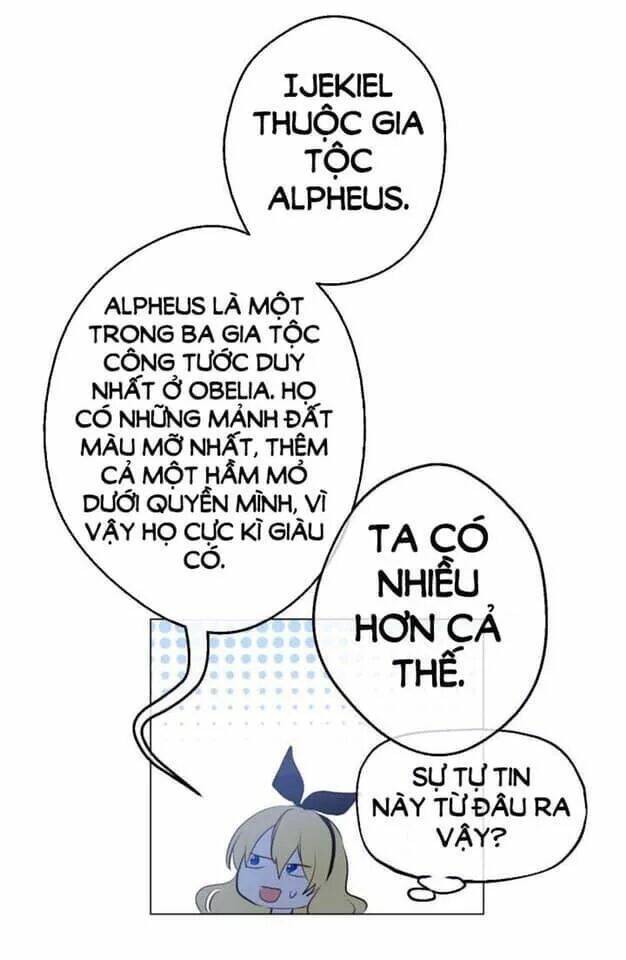 IJEKIEL
THUỘC GIA
TỘC
ALPHEUS.
ALPHEUS LÀ MỘT
TRONG BA GIA TỘC
CÔNG TƯỚC DUY
NHẤT Ở OBELIA. HỌ
CÓ NHỮNG MẢNH ĐẤT
MÀU MỠ NHẤT, THÊM
CẢ MỘT HẦM MỎ
DƯỚI QUYỀN MÌNH, VÌ
VẬY HỌ CỰC KÌ GIÀU
CÓ.
TA CÓ
NHIỀU
HƠN CẢ
THẾ.
SỰ TỰ TIN
NÀY TỪ ĐÂU RA
VẬY?